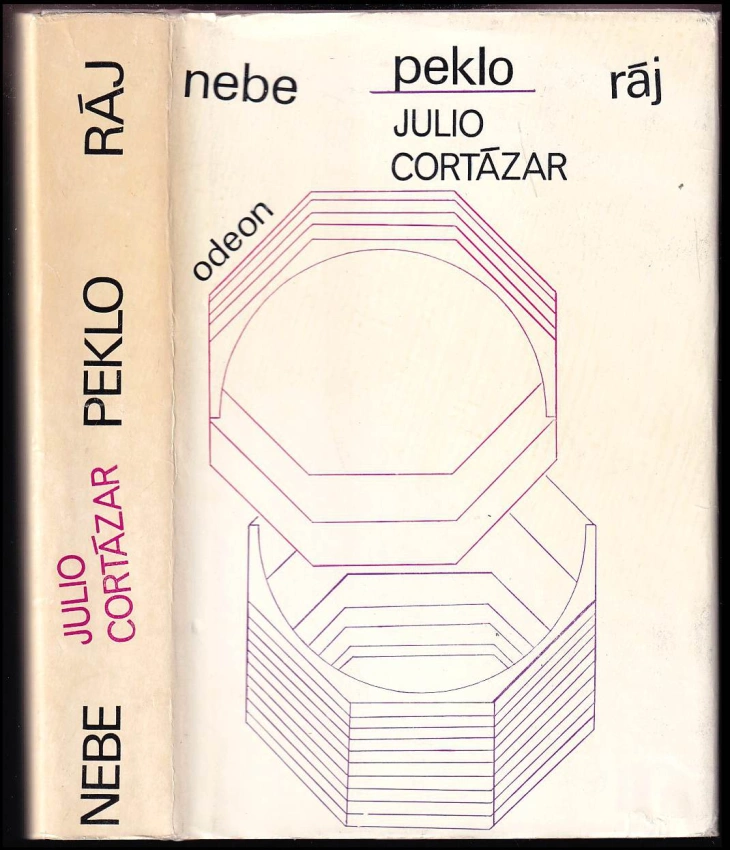 RÁJ
PEKLO
JULIO
CORTÁZAR
NEBE
nebe peklo ráj
JULIO
CORTÁZAR
odeon